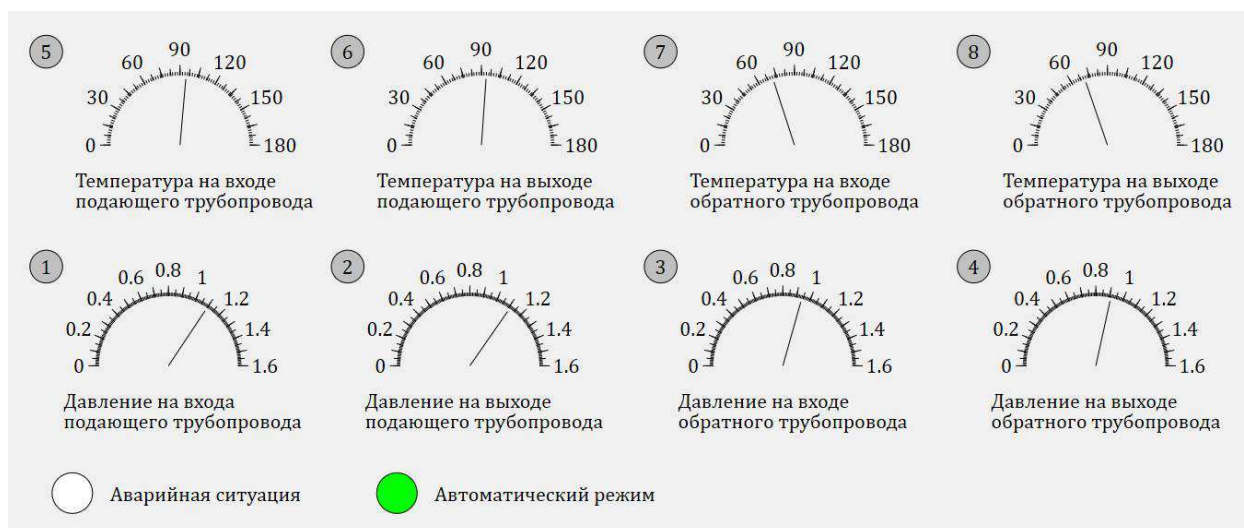 5 0 30 60 90 120 150 180
6 0 30 60 90 120 150 180
7 0 30 60 90 120 150 180
8 0 30 60 90 120 150 180
Температура на входе
подающего трубопровода
Температура на выходе
подающего трубопровода
Температура на входе
обратного трубопровода
Температура на выходе
обратного трубопровода
1 0 0.2 0.4 0.6 0.8 1 1.2 1.4 1.6
2 0 0.2 0.4 0.6 0.8 1 1.2 1.4 1.6
3 0 0.2 0.4 0.6 0.8 1 1.2 1.4 1.6
4 0 0.2 0.4 0.6 0.8 1 1.2 1.4 1.6
Давление на входа
подающего трубопровода
Давление на выходе
подающего трубопровода
Давление на входе
обратного трубопровода
Давление на выходе
обратного трубопровода
Аварийная ситуация
Автоматический режим